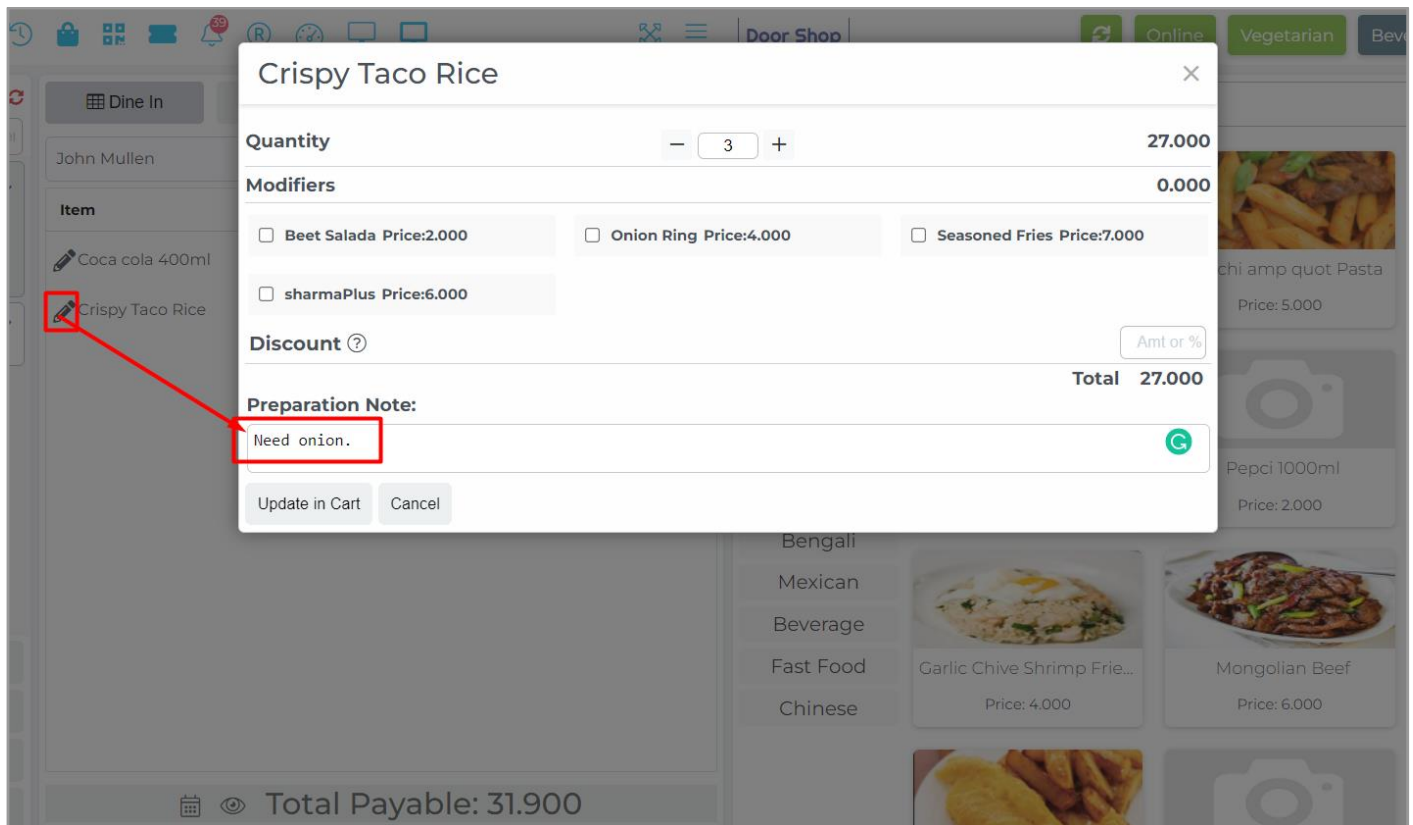 39
R
Door Shop
Online
Vegetarian
Dine In
Crispy Taco Rice
John Mullen
Quantity
3
27.000
Modifiers
0.000
Item
Beet Salada Price:2.000
Onion Ring Price:4.000
Seasoned Fries Price:7.000
Coca cola 400ml
sharmaPlus Price:6.000
Crispy Taco Rice
Discount ?
Amt or %
Total 27.000
Preparation Note:
Need onion.
G
Update in Cart
Cancel
chi amp quot Pasta
Price: 5.000
Pepci 1000ml
Price: 2.000
Bengali
Mexican
Beverage
Fast Food
Chinese
Garlic Chive Shrimp Frie...
Price: 4.000
Mongolian Beef
Price: 6.000
Total Payable: 31.900